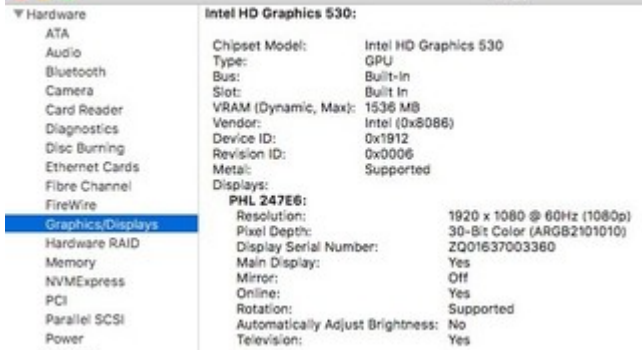 Hardware
ATA
Audio
Bluetooth
Camera
Card Reader
Diagnostics
Disc Burning
Ethernet Cards
Fibre Channel
FireWire
Graphics/Displays
Hardware RAID
Memory
NVMExpress
PCI
Parallel SCSI
Power
Intel HD Graphics 530:
Chipset Model: Intel HD Graphics 530
Type: GPU
Bus: Built-In
Slot: Built In
VRAM (Dynamic, Max): 1536 MB
Vendor: Intel (0x8086)
Device ID: 0x1912
Revision ID: 0x0006
Metal: Supported
Displays:
PHL 247E6:
Resolution: 1920 x 1080 @ 60Hz (1080p)
Pixel Depth: 30-Bit Color (ARGB2101010)
Display Serial Number: ZQ01637003360
Main Display: Yes
Mirror: Off
Online: Yes
Rotation: Supported
Automatically Adjust Brightness: No
Television: Yes